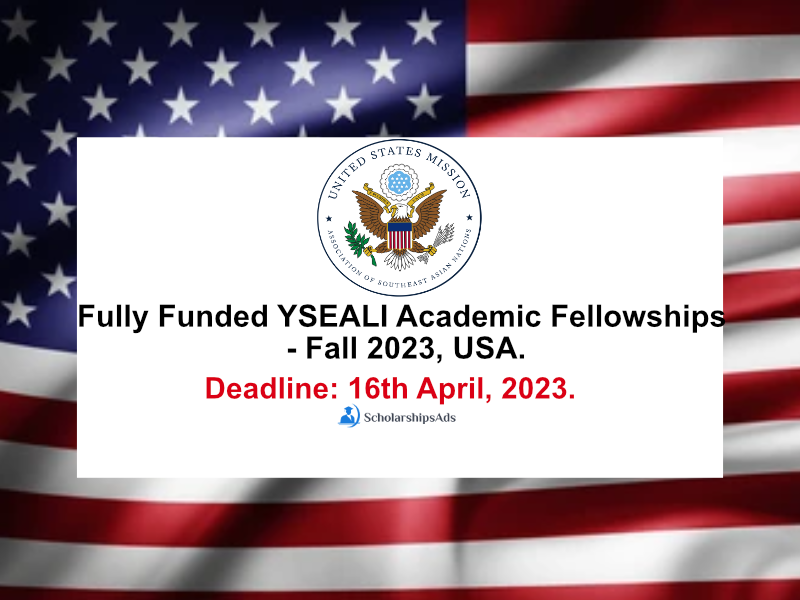 UNITED STATES MISSION
ASSOCIATION OF SOUTHEAST ASIAN NATIONS
Fully Funded YSEALI Academic Fellowships
- Fall 2023, USA.
Deadline: 16th April, 2023.
ScholarshipsAds